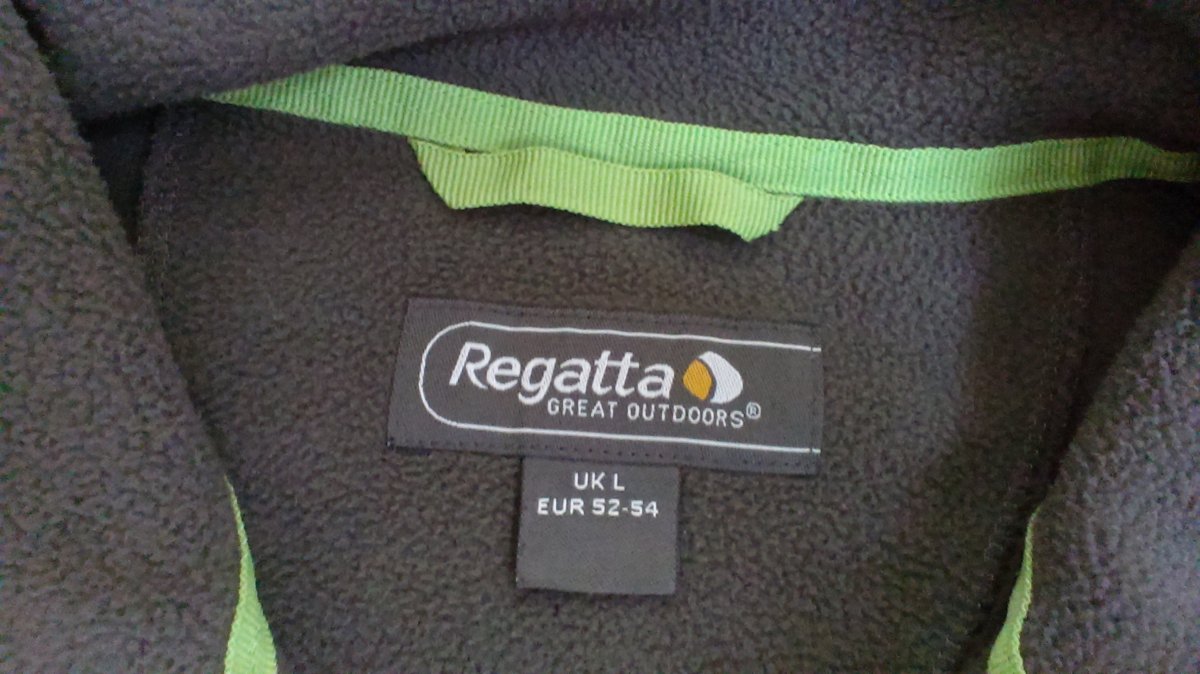 Regatta
GREAT OUTDOORS®
UK L
EUR 52-54